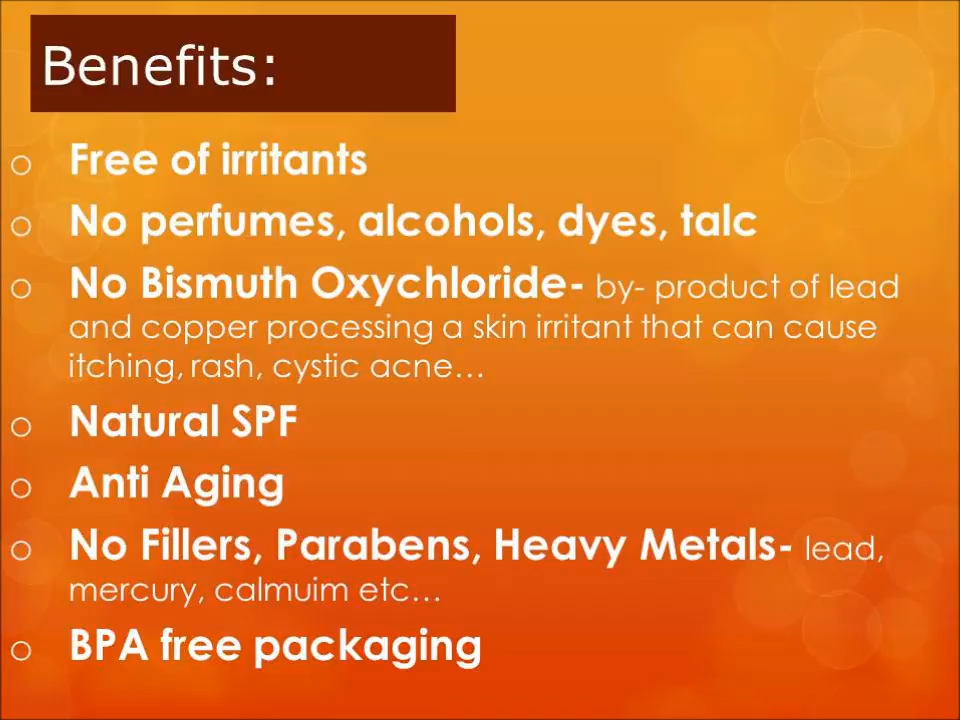 Benefits:
o Free of irritants
o No perfumes, alcohols, dyes, talc
o No Bismuth Oxychloride- by- product of lead
and copper processing a skin irritant that can cause
itching, rash, cystic acne…
o Natural SPF
o Anti Aging
o No Fillers, Parabens, Heavy Metals- lead,
mercury, calmuim etc…
o BPA free packaging